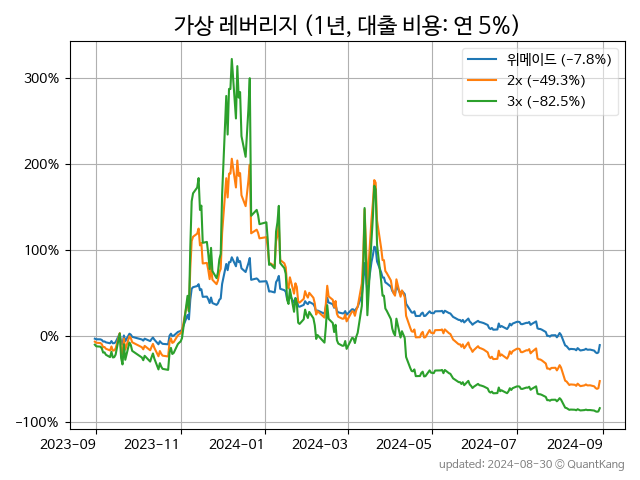 가상 레버리지 (1년, 대출 비용: 연 5%)
위메이드 (−7.8%)
2x (−49.3%)
3x (−82.5%)
300%
200%
100%
0%
−100%
2023-09 2023-11 2024-01 2024-03 2024-05 2024-07 2024-09
updated: 2024-08-30 © QuantKang